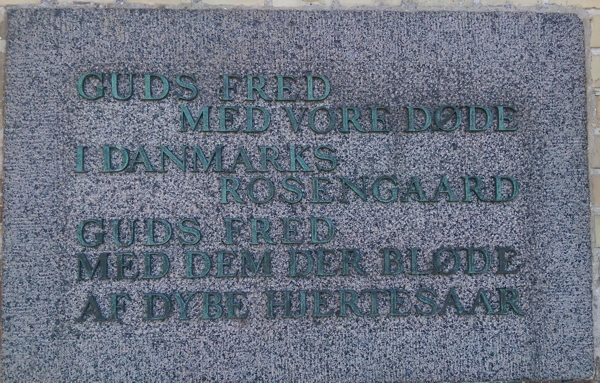 GUDS FRED
MED VORE DØDE
I DANMARKS
ROSENGAARD
GUDS FRED
MED DEM DER BLØDE
AF DYBE HJERTESAAR